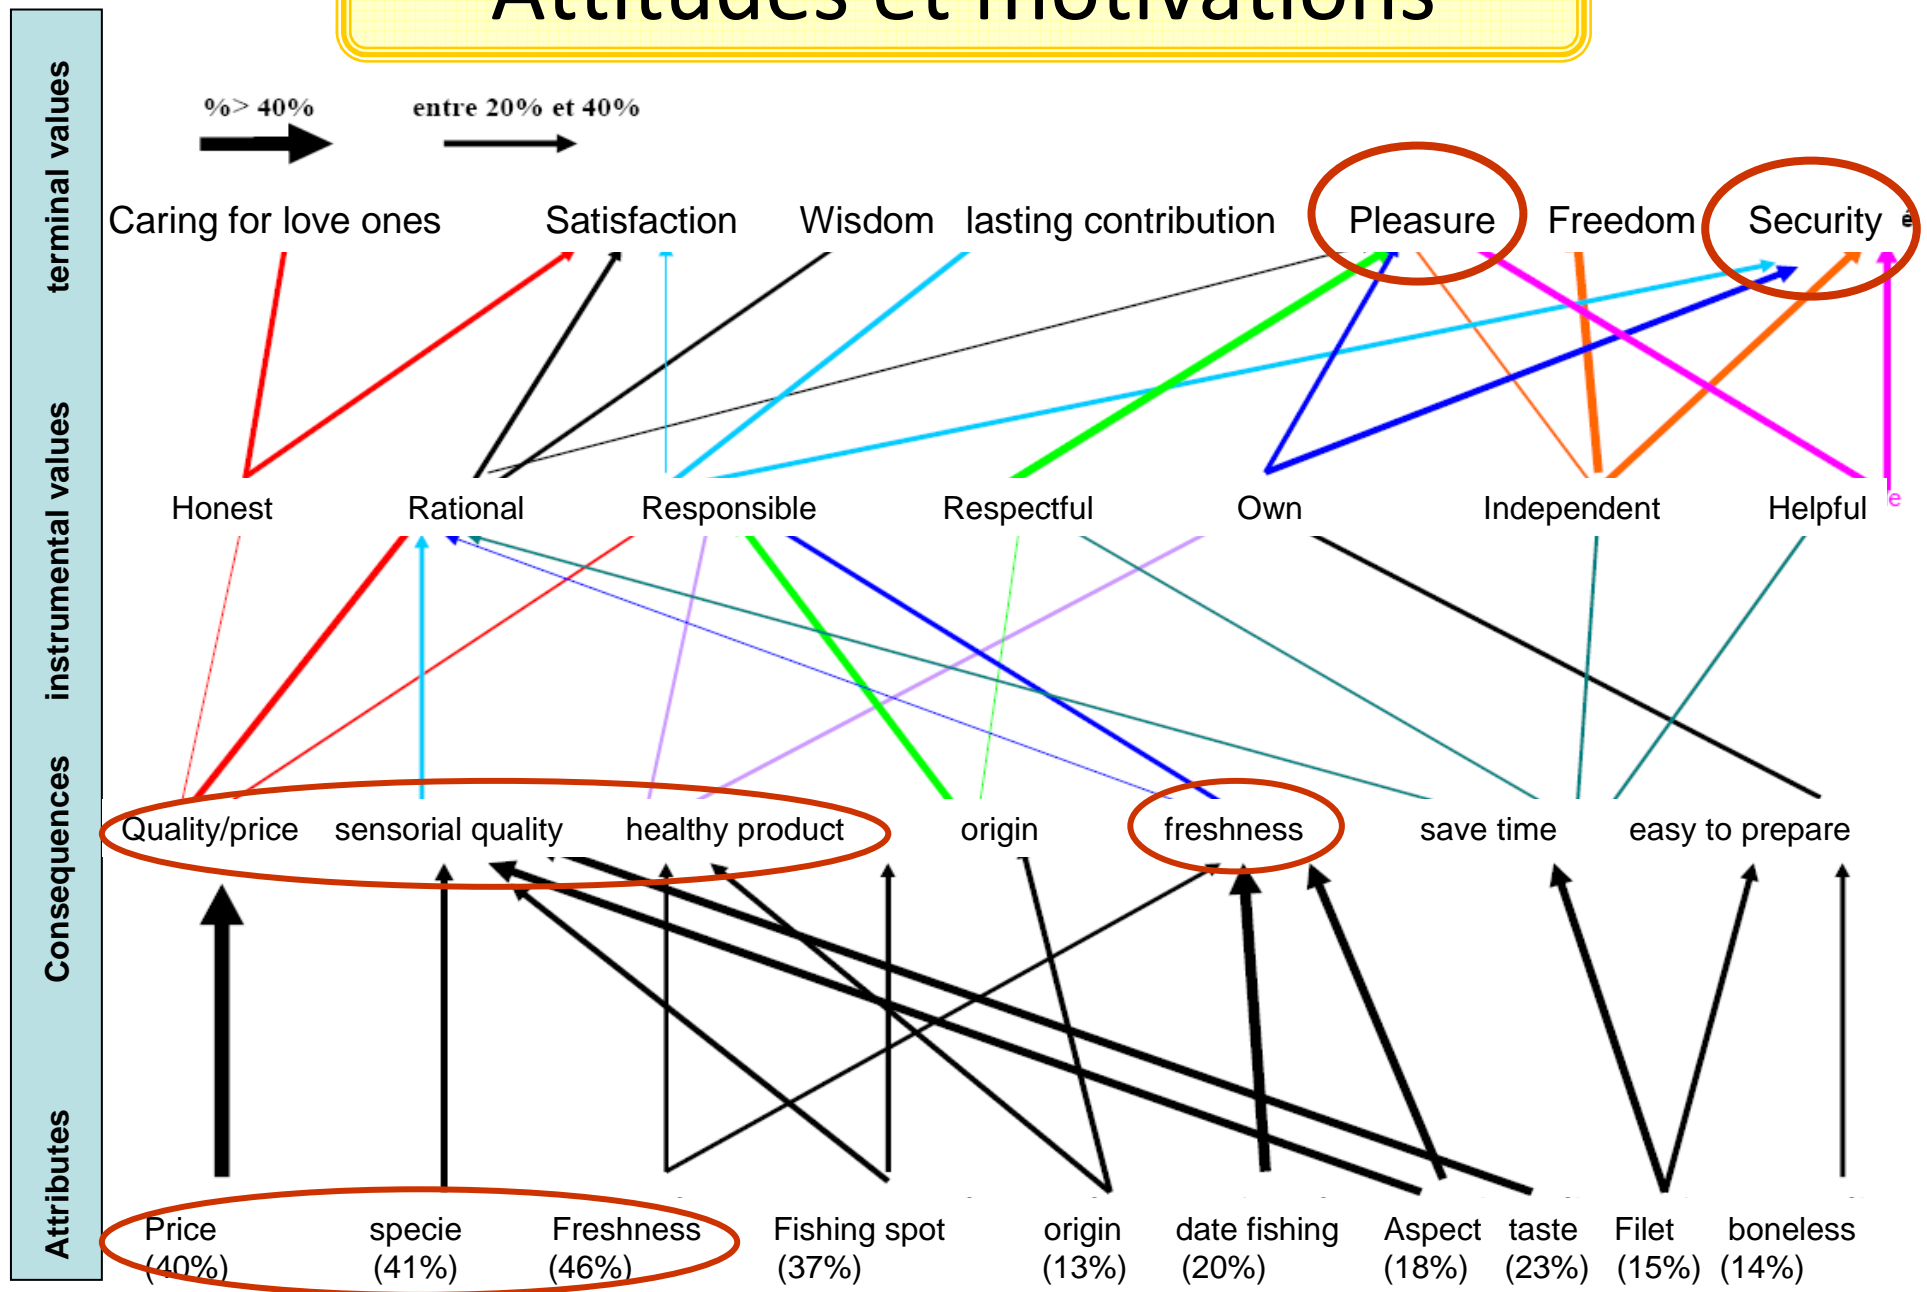 Attitudes et motivations
%> 40%
entre 20% et 40%
terminal values
Caring for love ones
Satisfaction
Wisdom
lasting contribution
Pleasure
Freedom
Security
instrumental values
Honest
Rational
Responsible
Respectful
Own
Independent
Helpful
e
Consequences
Quality/price
sensorial quality
healthy product
origin
freshness
save time
easy to prepare
Attributes
Price
(40%)
specie
(41%)
Freshness
(46%)
Fishing spot
(37%)
origin
(13%)
date fishing
(20%)
Aspect
(18%)
taste
(23%)
Filet
(15%)
boneless
(14%)